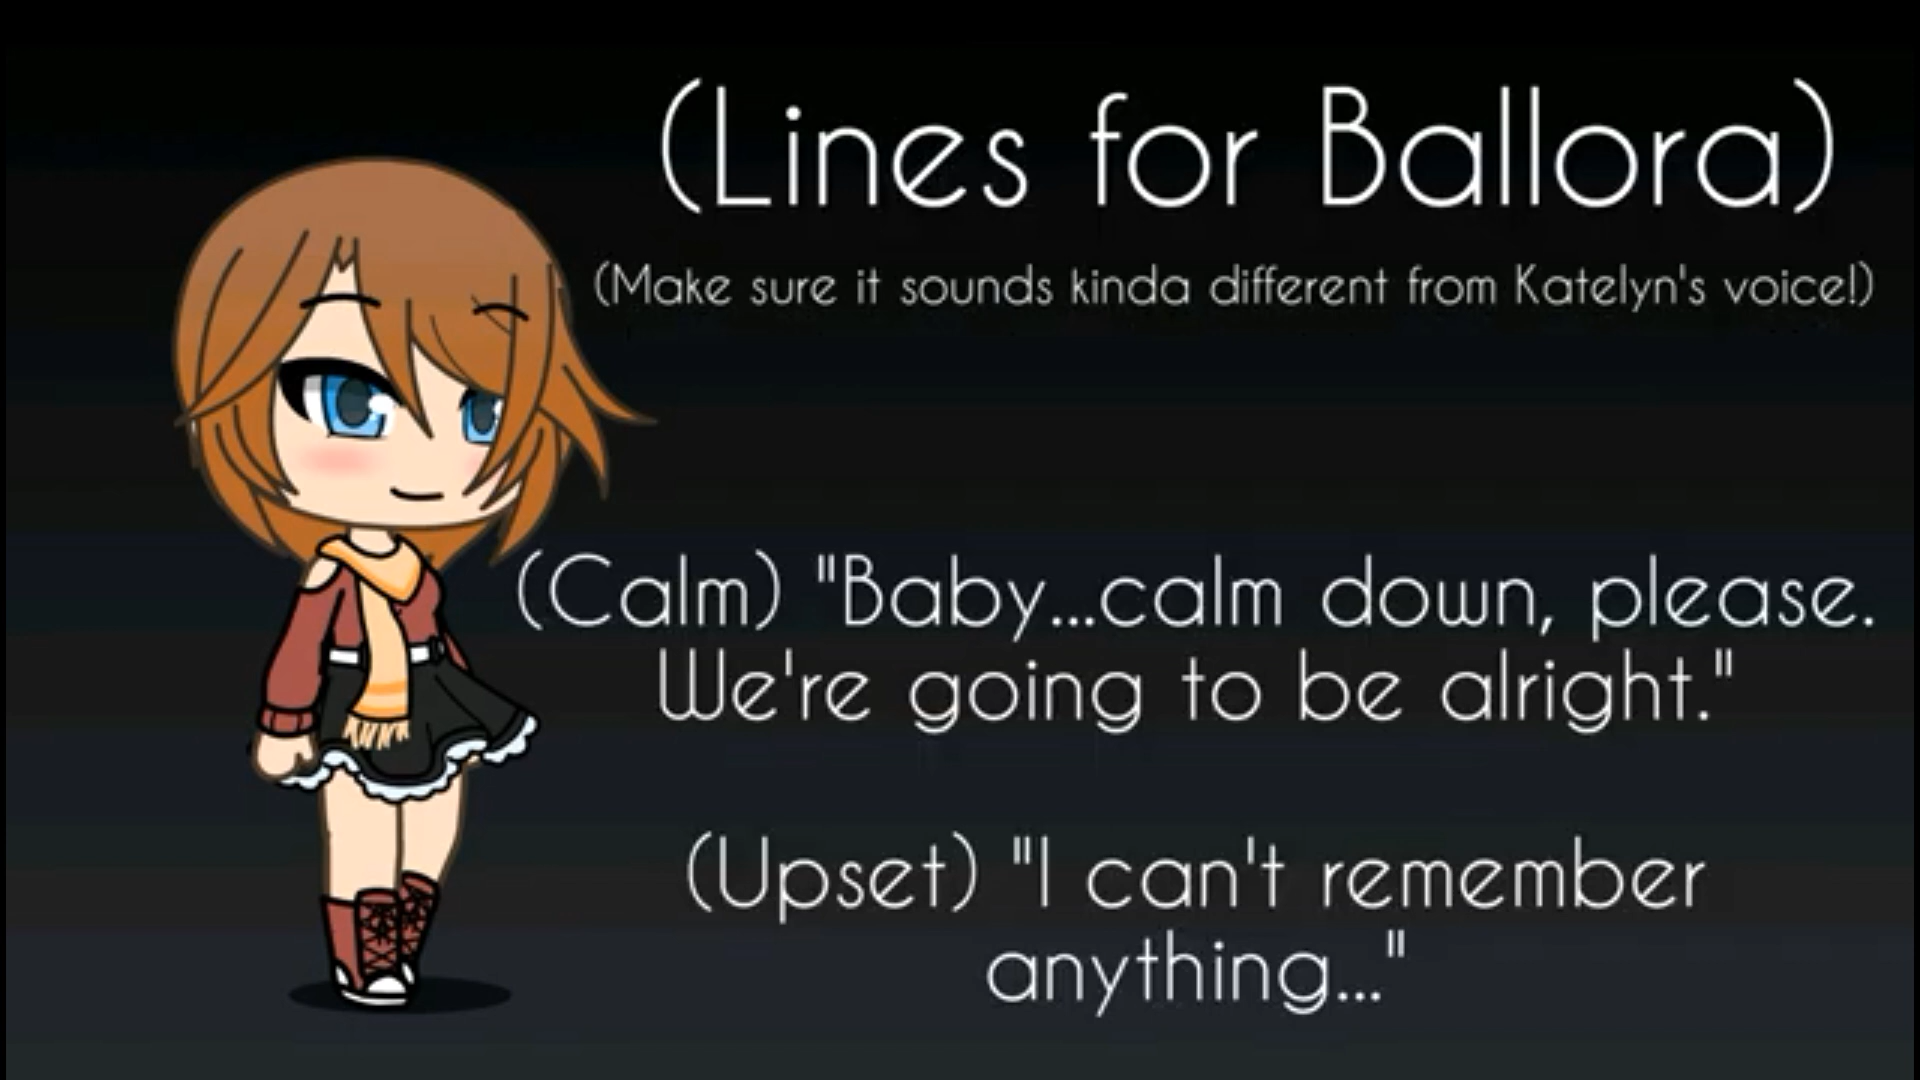 (Lines for Ballora)
(Make sure it sounds kinda different from Katelyn's voice!)
(Calm) "Baby...calm down, please.
We're going to be alright."
(Upset) "I can't remember
anything..."